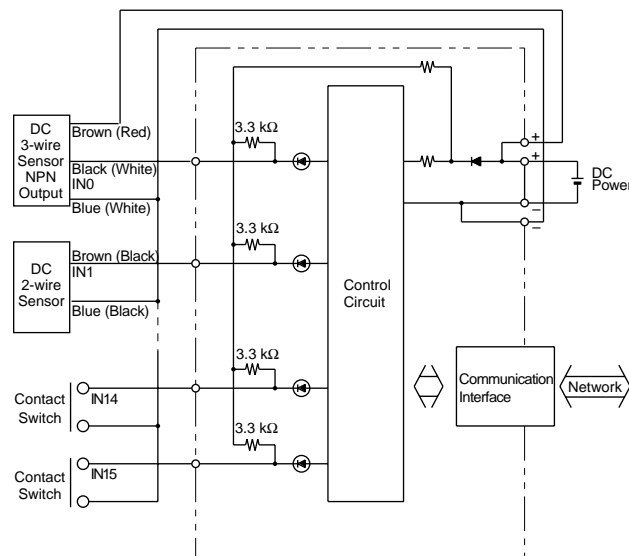 DC
3-wire
Sensor
NPN
Output
Brown (Red)
Black (White)
IN0
Blue (White)
DC
2-wire
Sensor
Brown (Black)
IN1
Blue (Black)
Contact
Switch
IN14
Contact
Switch
IN15
3.3 kΩ
3.3 kΩ
3.3 kΩ
3.3 kΩ
Control
Circuit
+
+
−
−
DC
Power
Communication
Interface
Network